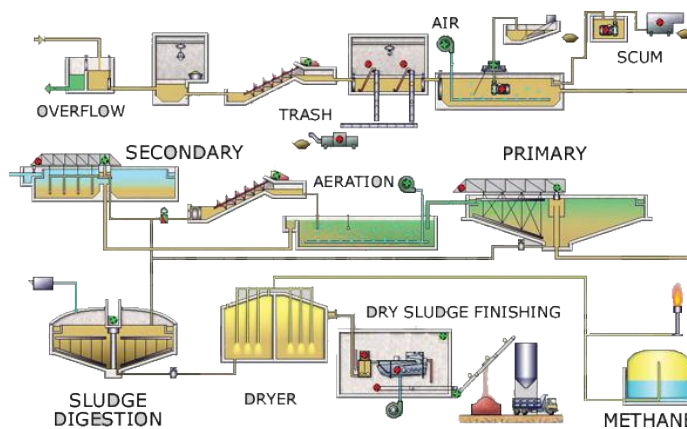 AIR
SCUM
OVERFLOW
TRASH
SECONDARY
PRIMARY
AERATION
DRY SLUDGE FINISHING
SLUDGE
DIGESTION
DRYER
METHANE